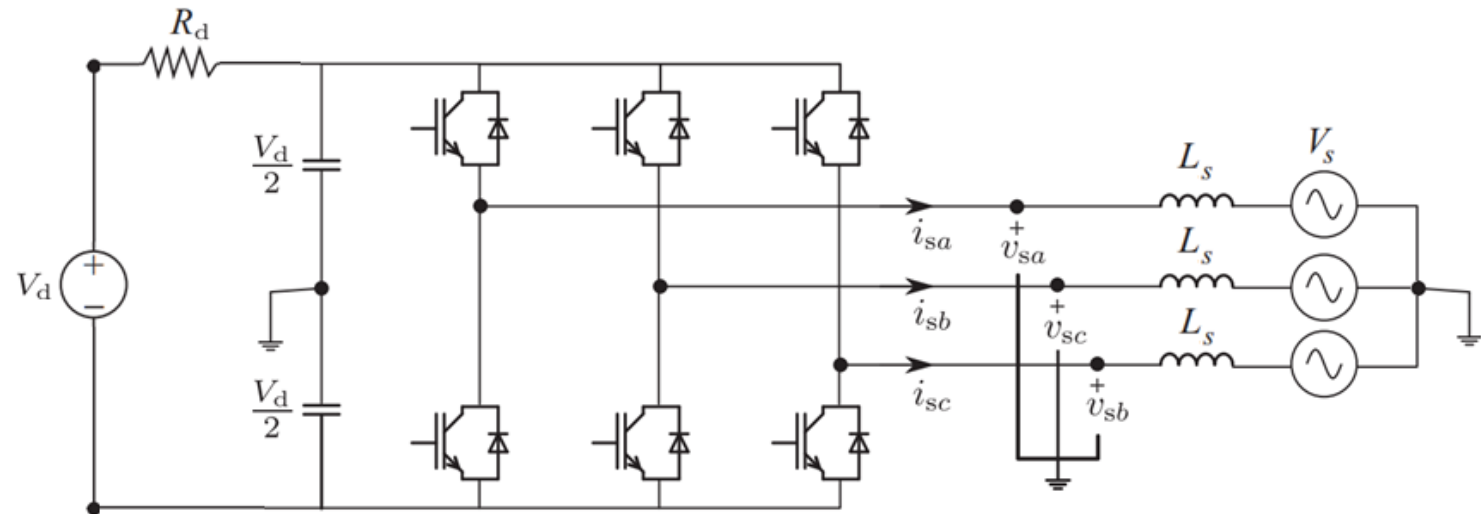 R_d
V_d/2
V_d
+
−
V_d/2
i_sa
i_sb
i_sc
+
v_sa
+
v_sc
+
v_sb
L_s
V_s
L_s
L_s